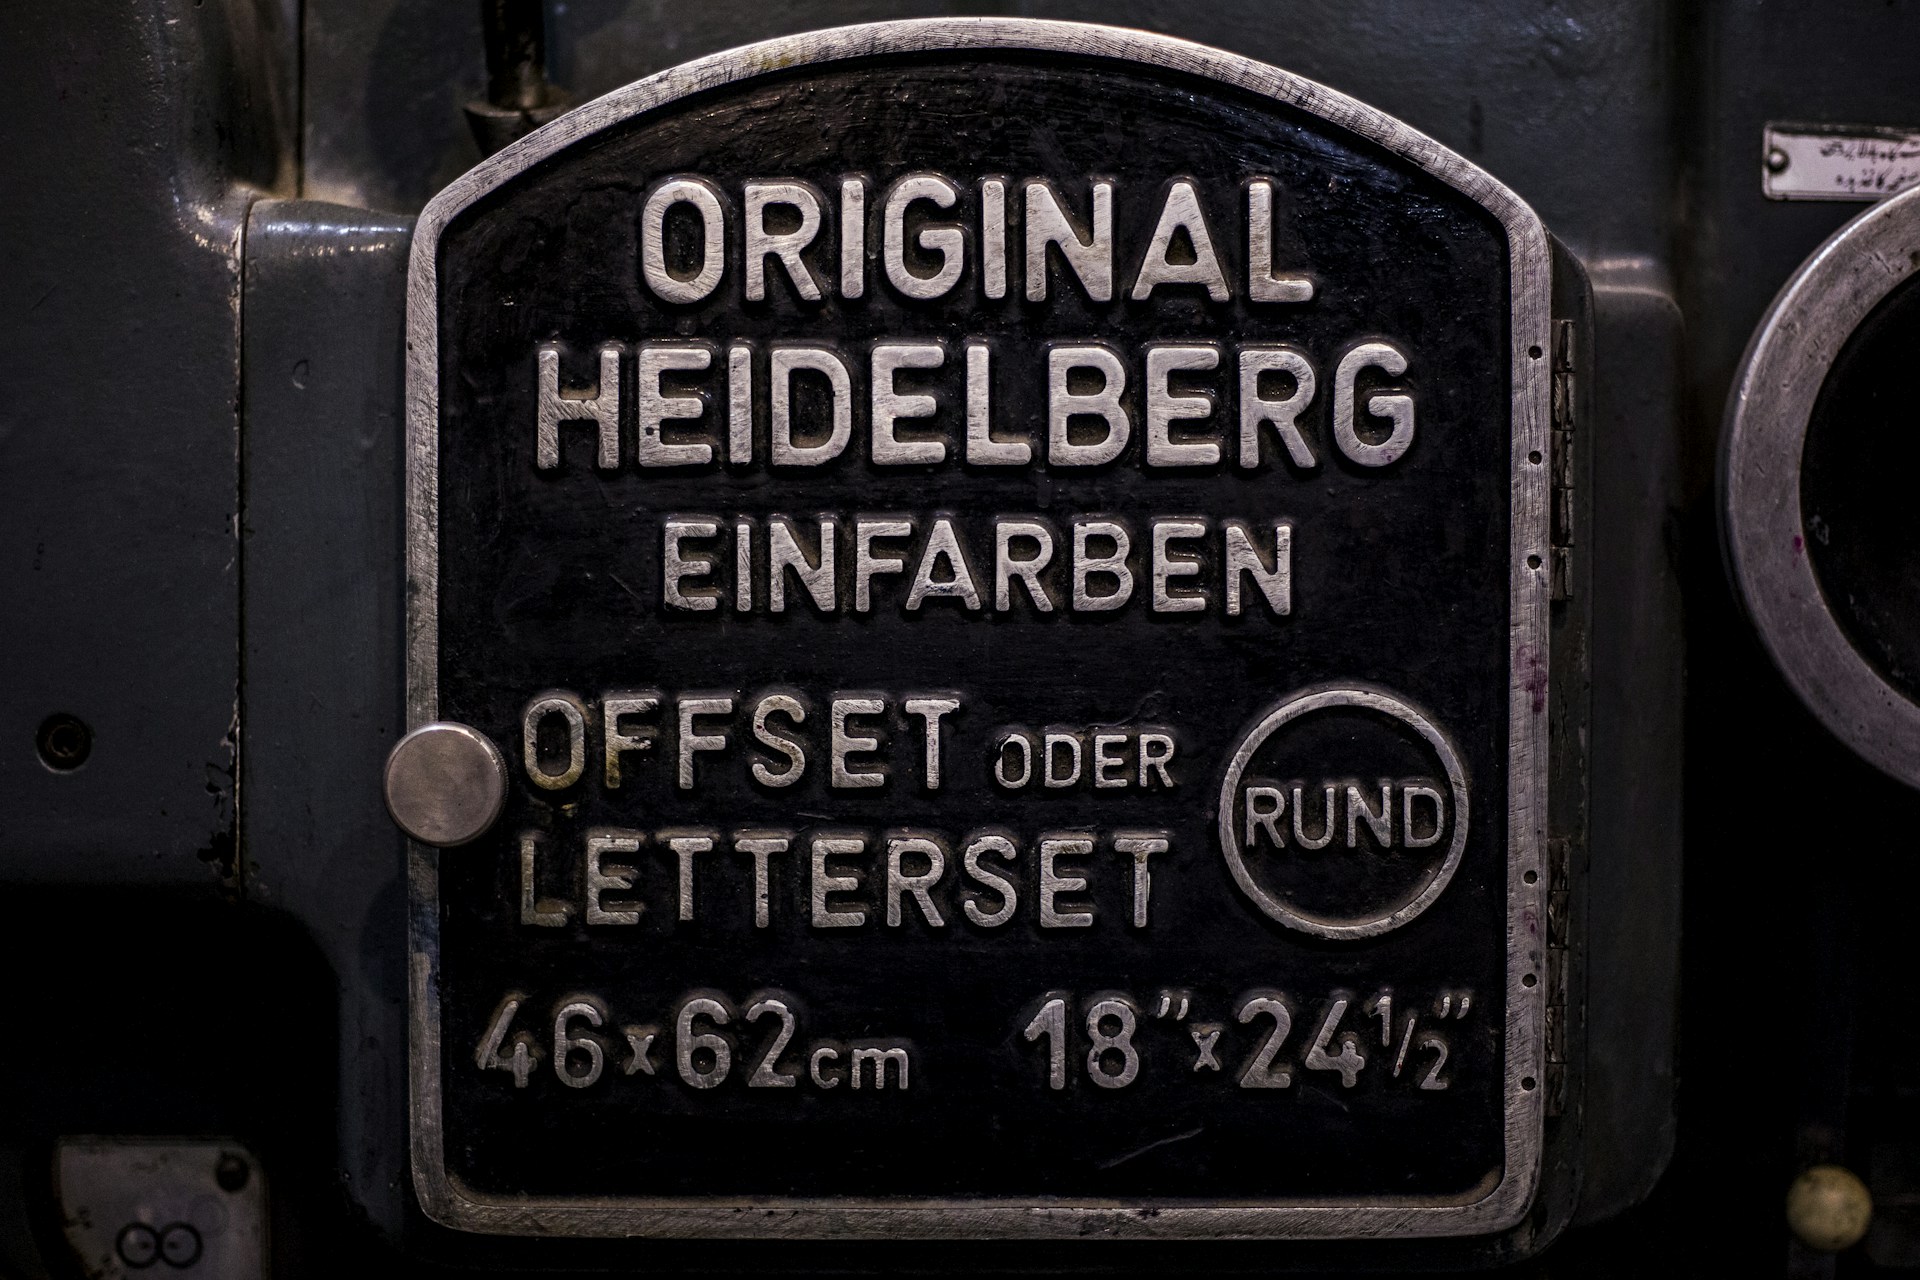 ORIGINAL
HEIDELBERG
EINFARBEN
OFFSET ODER
LETTERSET
RUND
46x62cm 18"x24½"